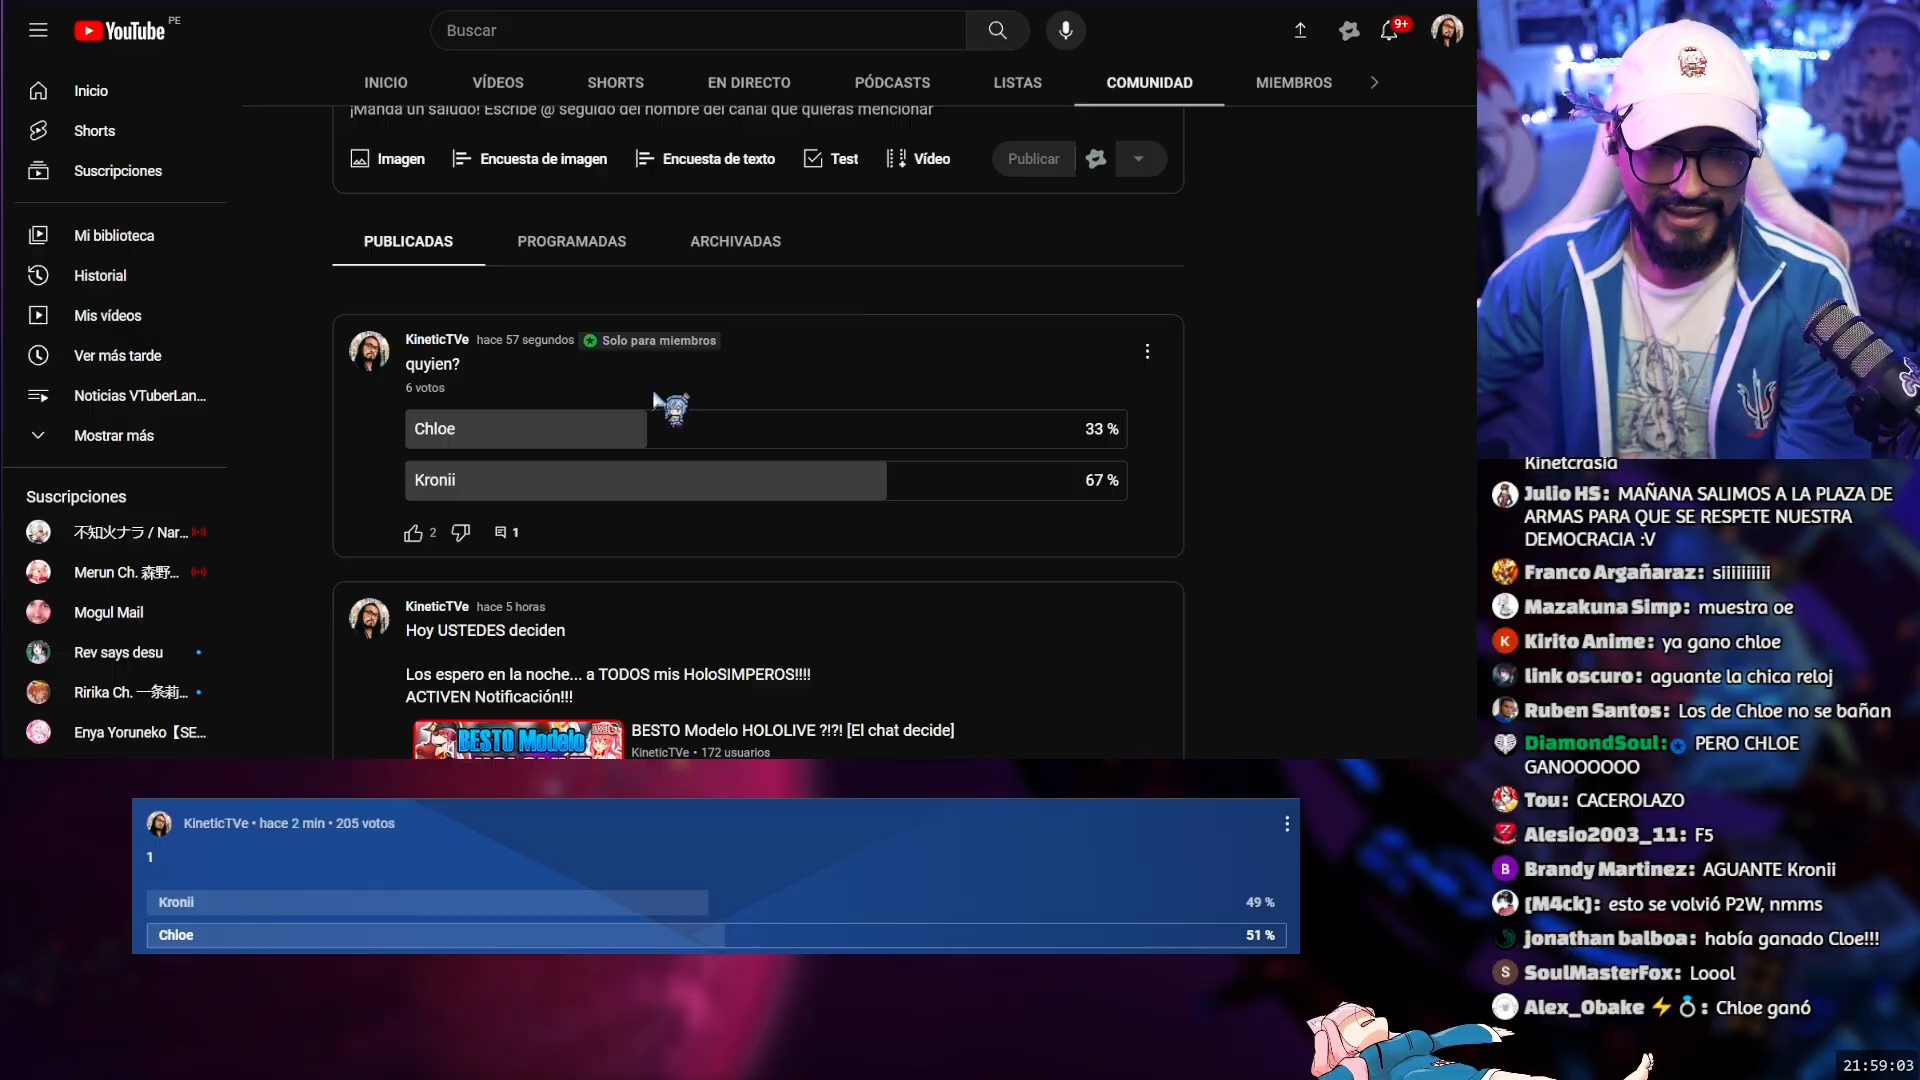 YouTube PE
Buscar
9+
INICIO VÍDEOS SHORTS EN DIRECTO PÓDCASTS LISTAS COMUNIDAD MIEMBROS
Inicio
Shorts
Suscripciones
Mi biblioteca
Historial
Mis vídeos
Ver más tarde
Noticias VTuberLan...
Mostrar más
Suscripciones
不知火ナラ / Nar...
Merun Ch. 森野...
Mogul Mail
Rev says desu
Ririka Ch. 一条莉...
Enya Yoruneko【SE...
¡Manda un saludo! Escribe @ seguido del nombre del canal que quieras mencionar
Imagen Encuesta de imagen Encuesta de texto Test Vídeo Publicar
PUBLICADAS PROGRAMADAS ARCHIVADAS
KineticTVe hace 57 segundos Solo para miembros
quyien?
6 votos
Chloe 33 %
Kronii 67 %
2 1
KineticTVe hace 5 horas
Hoy USTEDES deciden
Los espero en la noche... a TODOS mis HoloSIMPEROS!!!!
ACTIVEN Notificación!!!
BESTO Modelo
BESTO Modelo HOLOLIVE ?!?! [El chat decide]
KineticTVe • 172 usuarios
KineticTVe • hace 2 min • 205 votos
1
Kronii 49 %
Chloe 51 %
Kinetcrasia
Julio HS: MAÑANA SALIMOS A LA PLAZA DE
ARMAS PARA QUE SE RESPETE NUESTRA
DEMOCRACIA :V
Franco Argañaraz: siiiiiiiiii
Mazakuna Simp: muestra oe
K Kirito Anime: ya gano chloe
link oscuro: aguante la chica reloj
Ruben Santos: Los de Chloe no se bañan
DiamondSoul: PERO CHLOE
GANOOOOOO
Tou: CACEROLAZO
Alesio2003_11: F5
B Brandy Martinez: AGUANTE Kronii
[M4ck]: esto se volvió P2W, nmms
jonathan balboa: había ganado Cloe!!!
S SoulMasterFox: Loool
Alex_Obake ⚡💍: Chloe ganó
21:59:03